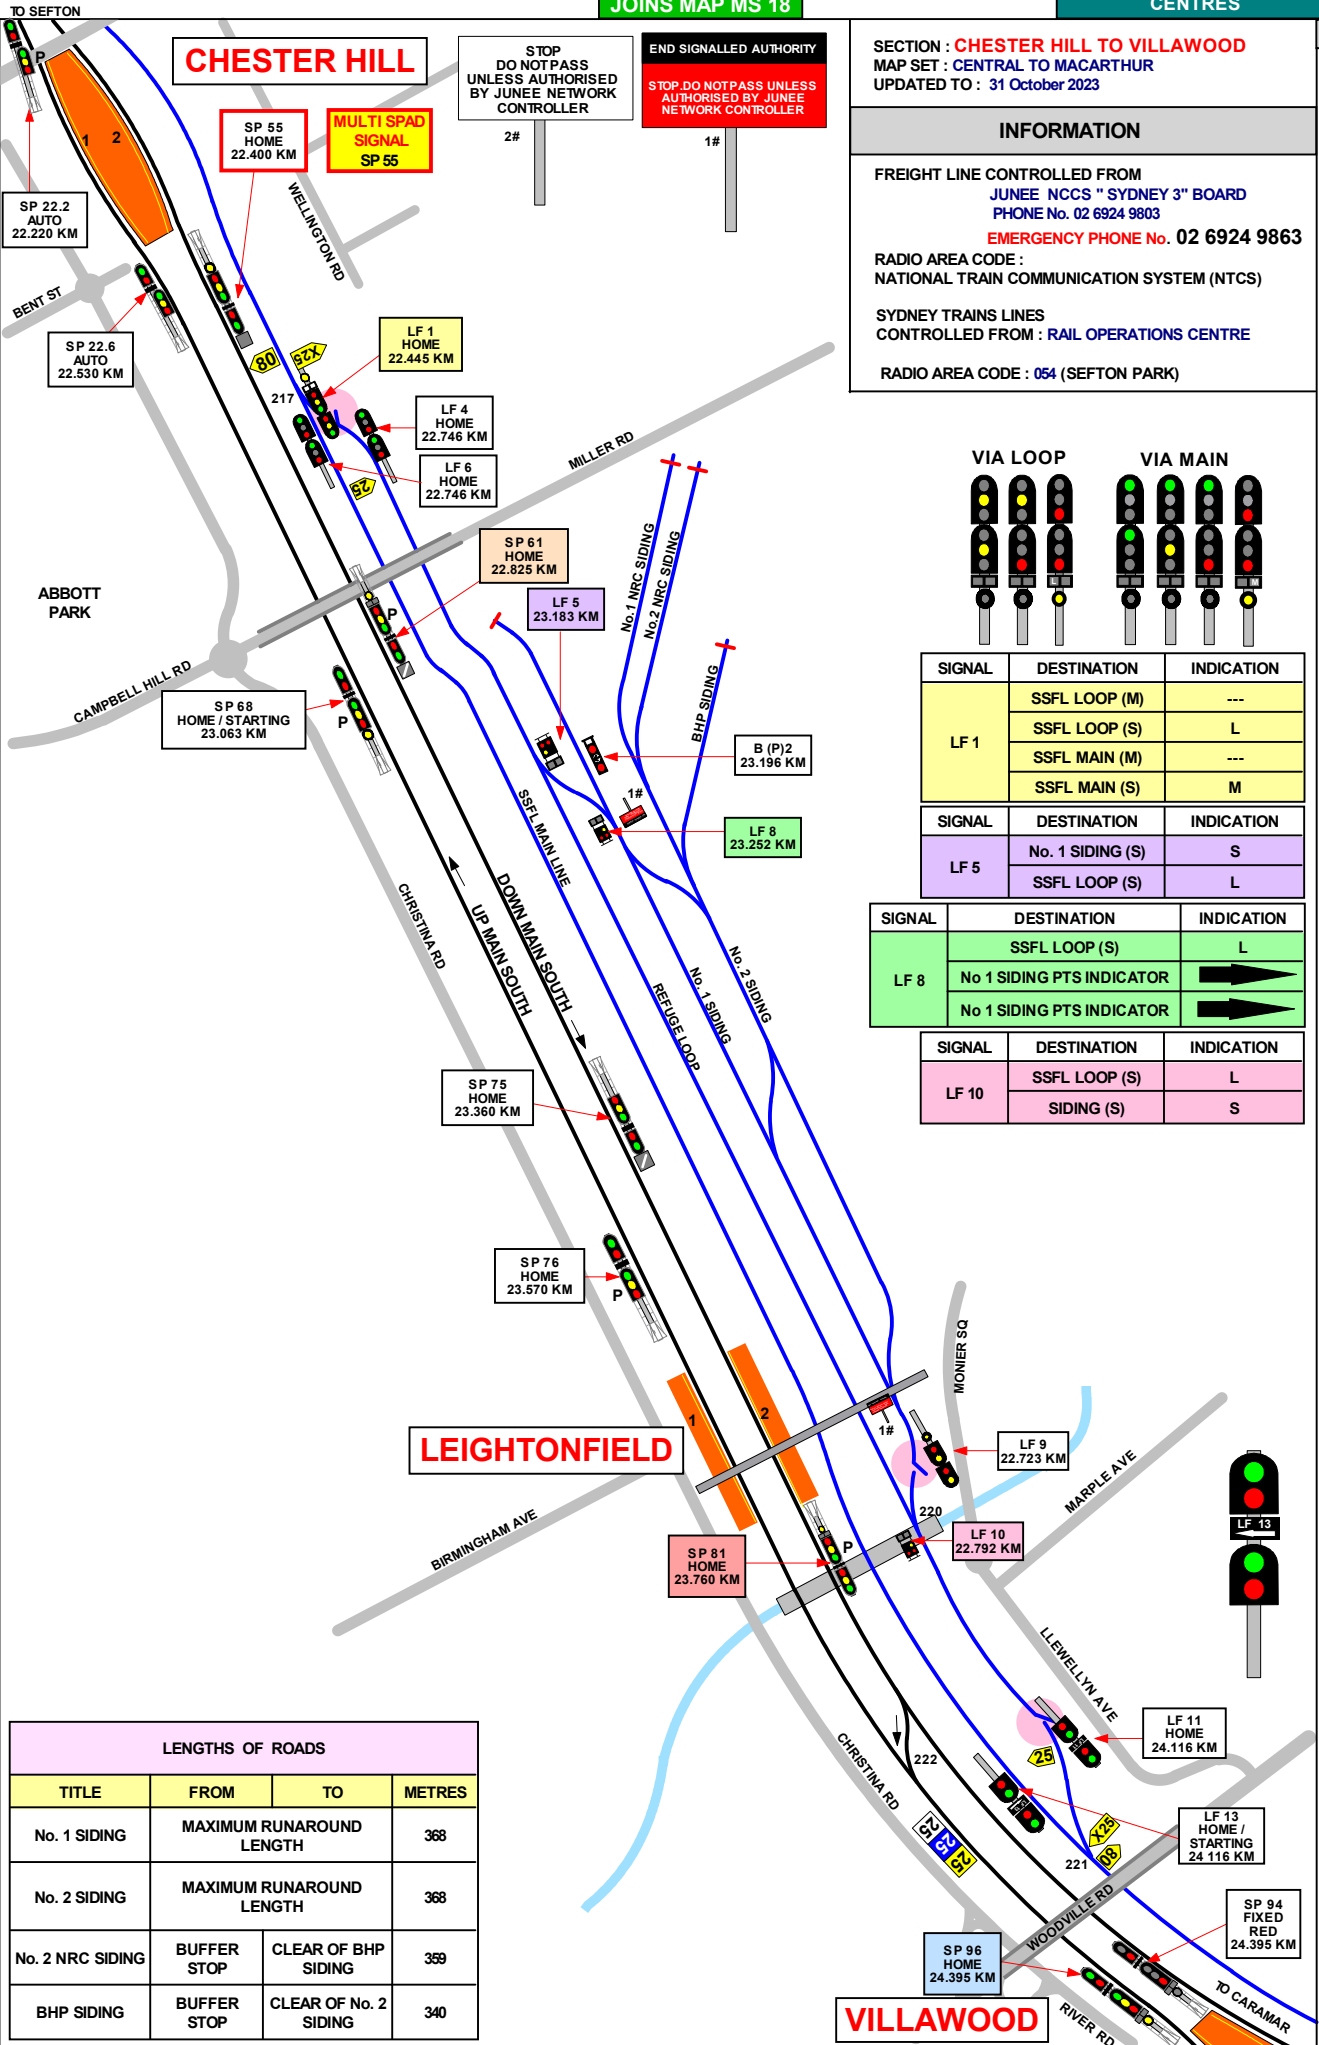 TO SEFTON
JOINS MAP MS 18
CENTRES
CHESTER HILL
P
1 2
SP 55
HOME
22.400 KM
MULTI SPAD
SIGNAL
SP 55
STOP
DO NOT PASS
UNLESS AUTHORISED
BY JUNEE NETWORK
CONTROLLER
2#
END SIGNALLED AUTHORITY
STOP.DO NOT PASS UNLESS
AUTHORISED BY JUNEE
NETWORK CONTROLLER
1#
SECTION : CHESTER HILL TO VILLAWOOD
MAP SET : CENTRAL TO MACARTHUR
UPDATED TO : 31 October 2023
INFORMATION
FREIGHT LINE CONTROLLED FROM
JUNEE NCCS " SYDNEY 3" BOARD
PHONE No. 02 6924 9803
EMERGENCY PHONE No. 02 6924 9863
RADIO AREA CODE :
NATIONAL TRAIN COMMUNICATION SYSTEM (NTCS)
SYDNEY TRAINS LINES
CONTROLLED FROM : RAIL OPERATIONS CENTRE
RADIO AREA CODE : 054 (SEFTON PARK)
SP 22.2
AUTO
22.220 KM
WELLINGTON RD
BENT ST
SP 22.6
AUTO
22.530 KM
80
X25
LF 1
HOME
22.445 KM
217
LF 4
HOME
22.746 KM
LF 6
HOME
22.746 KM
25
MILLER RD
VIA LOOP
VIA MAIN
L
M
SP 61
HOME
22.825 KM
P
ABBOTT
PARK
LF 5
23.183 KM
No.1 NRC SIDING
No.2 NRC SIDING
BHP SIDING
CAMPBELL HILL RD
SP 68
HOME / STARTING
23.063 KM
P
B (P)2
23.196 KM
1#
LF 8
23.252 KM
SIGNAL DESTINATION INDICATION
LF 1
SSFL LOOP (M) ---
SSFL LOOP (S) L
SSFL MAIN (M) ---
SSFL MAIN (S) M
SIGNAL DESTINATION INDICATION
LF 5
No. 1 SIDING (S) S
SSFL LOOP (S) L
SIGNAL DESTINATION INDICATION
LF 8
SSFL LOOP (S) L
No 1 SIDING PTS INDICATOR
No 1 SIDING PTS INDICATOR
SIGNAL DESTINATION INDICATION
LF 10
SSFL LOOP (S) L
SIDING (S) S
SSFL MAIN LINE
CHRISTINA RD
UP MAIN SOUTH
DOWN MAIN SOUTH
REFUGE LOOP
No. 1 SIDING
No. 2 SIDING
SP 75
HOME
23.360 KM
SP 76
HOME
23.570 KM
P
MONIER SQ
1
2
1#
LEIGHTONFIELD
LF 9
22.723 KM
MARPLE AVE
220
BIRMINGHAM AVE
SP 81
HOME
23.760 KM
P
LF 10
22.792 KM
LF 13
LLEWELLYN AVE
LF 11
HOME
24.116 KM
25
CHRISTINA RD
222
25
25
25
X25
80
221
LF 13
HOME /
STARTING
24 116 KM
WOODVILLE RD
SP 94
FIXED
RED
24.395 KM
SP 96
HOME
24.395 KM
TO CARAMAR
VILLAWOOD
RIVER RD
LENGTHS OF ROADS
TITLE FROM TO METRES
No. 1 SIDING MAXIMUM RUNAROUND LENGTH 368
No. 2 SIDING MAXIMUM RUNAROUND LENGTH 368
No. 2 NRC SIDING BUFFER STOP CLEAR OF BHP SIDING 359
BHP SIDING BUFFER STOP CLEAR OF No. 2 SIDING 340